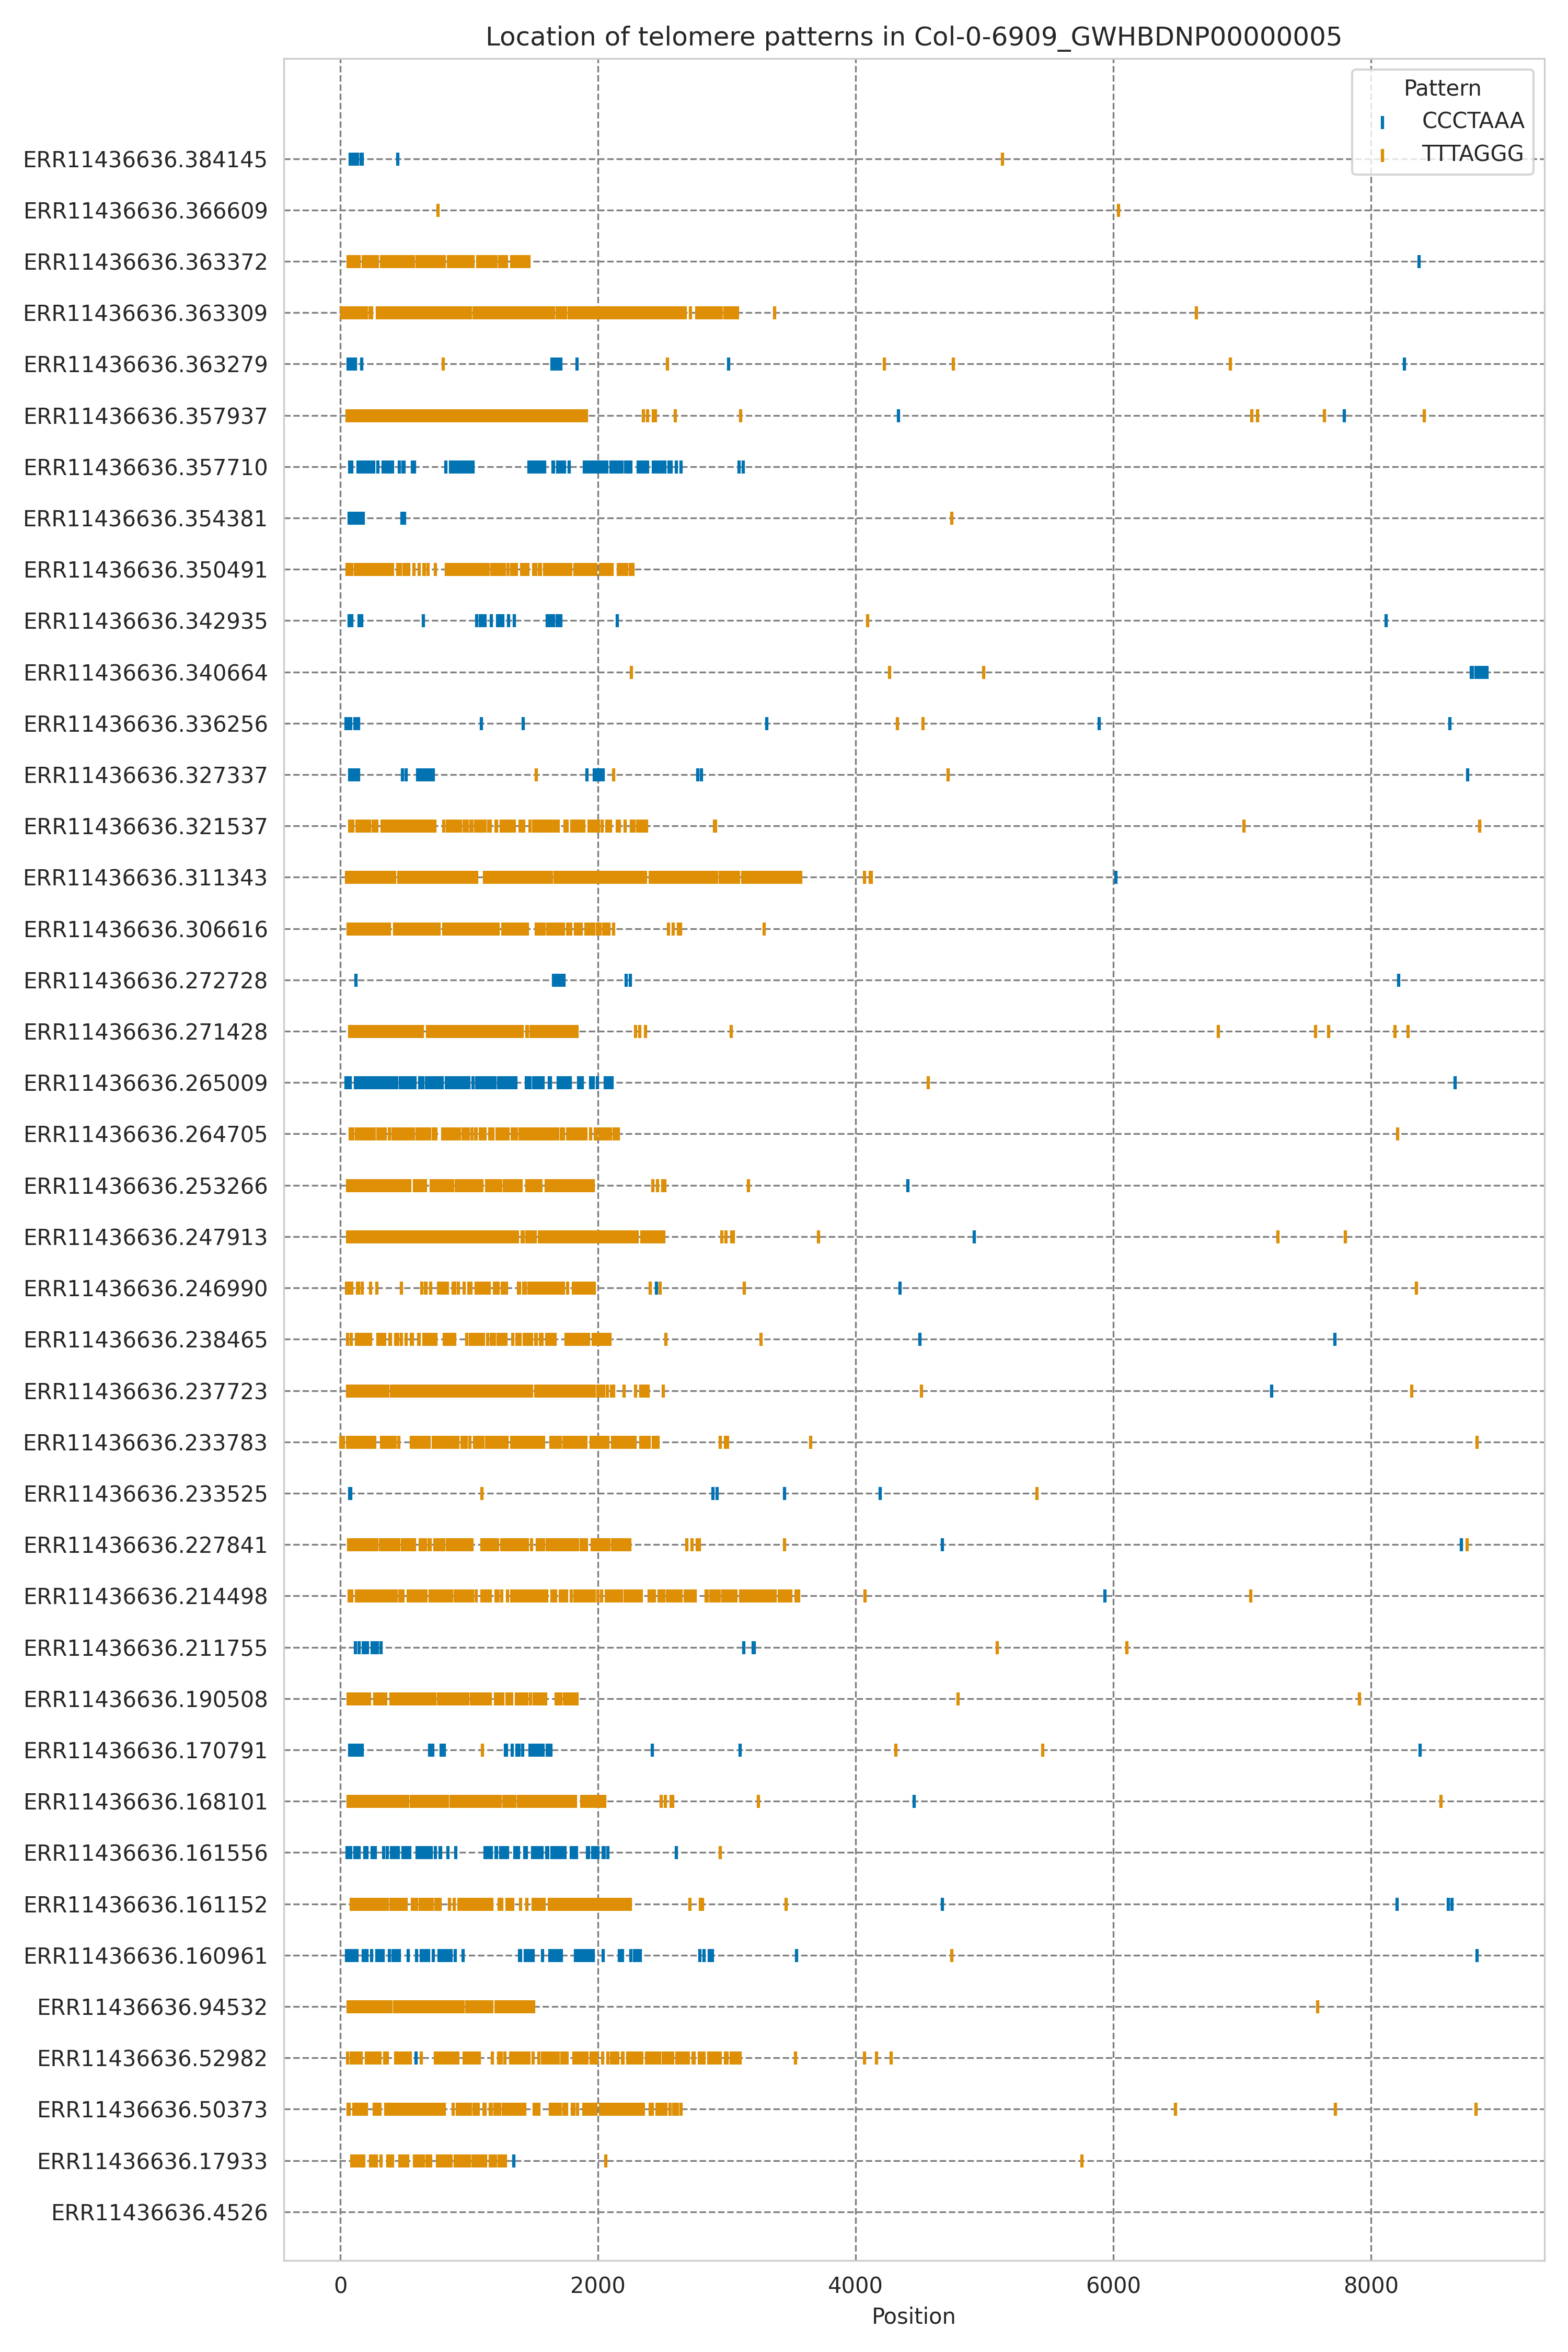 Location of telomere patterns in Col-0-6909_GWHBDNP00000005
Pattern
CCCTAAA
TTTAGGG
ERR11436636.384145
ERR11436636.366609
ERR11436636.363372
ERR11436636.363309
ERR11436636.363279
ERR11436636.357937
ERR11436636.357710
ERR11436636.354381
ERR11436636.350491
ERR11436636.342935
ERR11436636.340664
ERR11436636.336256
ERR11436636.327337
ERR11436636.321537
ERR11436636.311343
ERR11436636.306616
ERR11436636.272728
ERR11436636.271428
ERR11436636.265009
ERR11436636.264705
ERR11436636.253266
ERR11436636.247913
ERR11436636.246990
ERR11436636.238465
ERR11436636.237723
ERR11436636.233783
ERR11436636.233525
ERR11436636.227841
ERR11436636.214498
ERR11436636.211755
ERR11436636.190508
ERR11436636.170791
ERR11436636.168101
ERR11436636.161556
ERR11436636.161152
ERR11436636.160961
ERR11436636.94532
ERR11436636.52982
ERR11436636.50373
ERR11436636.17933
ERR11436636.4526
0 2000 4000 6000 8000
Position